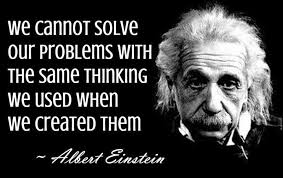 We cannot solve
our problems with
the same thinking
we used when
we created them
~ Albert Einstein